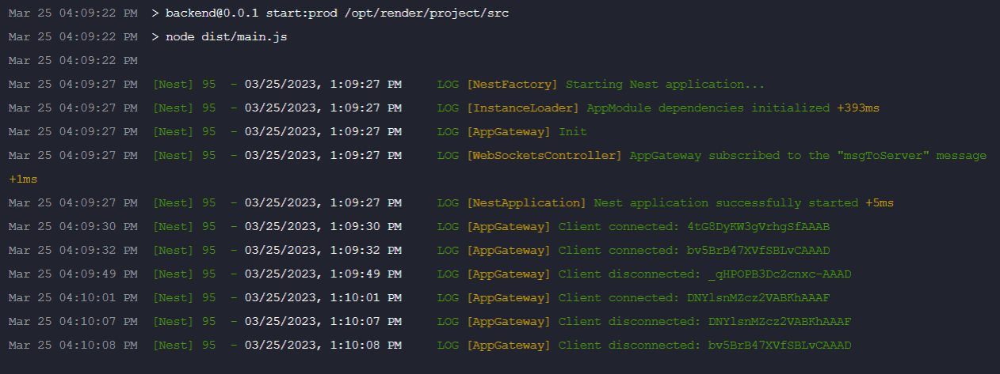 Mar 25 04:09:22 PM > backend@0.0.1 start:prod /opt/render/project/src
Mar 25 04:09:22 PM > node dist/main.js
Mar 25 04:09:22 PM
Mar 25 04:09:27 PM [Nest] 95 - 03/25/2023, 1:09:27 PM LOG [NestFactory] Starting Nest application...
Mar 25 04:09:27 PM [Nest] 95 - 03/25/2023, 1:09:27 PM LOG [InstanceLoader] AppModule dependencies initialized +393ms
Mar 25 04:09:27 PM [Nest] 95 - 03/25/2023, 1:09:27 PM LOG [AppGateway] Init
Mar 25 04:09:27 PM [Nest] 95 - 03/25/2023, 1:09:27 PM LOG [WebSocketsController] AppGateway subscribed to the "msgToServer" message
+1ms
Mar 25 04:09:27 PM [Nest] 95 - 03/25/2023, 1:09:27 PM LOG [NestApplication] Nest application successfully started +5ms
Mar 25 04:09:30 PM [Nest] 95 - 03/25/2023, 1:09:30 PM LOG [AppGateway] Client connected: 4tG8DyKW3gVrhgSfAAAB
Mar 25 04:09:32 PM [Nest] 95 - 03/25/2023, 1:09:32 PM LOG [AppGateway] Client connected: bv5BrB47XVfSBLvCAAAD
Mar 25 04:09:49 PM [Nest] 95 - 03/25/2023, 1:09:49 PM LOG [AppGateway] Client disconnected: _qHPOPB3DcZcnxc-AAAD
Mar 25 04:10:01 PM [Nest] 95 - 03/25/2023, 1:10:01 PM LOG [AppGateway] Client connected: DNYlsnMZcz2VABKhAAAF
Mar 25 04:10:07 PM [Nest] 95 - 03/25/2023, 1:10:07 PM LOG [AppGateway] Client disconnected: DNYlsnMZcz2VABKhAAAF
Mar 25 04:10:08 PM [Nest] 95 - 03/25/2023, 1:10:08 PM LOG [AppGateway] Client disconnected: bv5BrB47XVfSBLvCAAAD